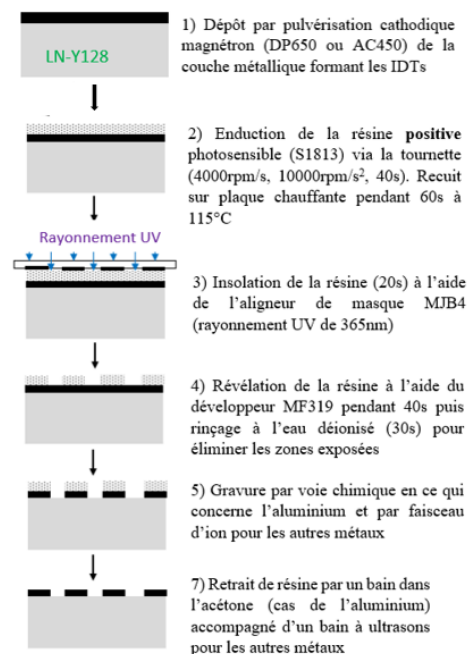 1) Dépôt par pulvérisation cathodique
magnétron (DP650 ou AC450) de la
couche métallique formant les IDTs
LN-Y128
2) Enduction de la résine positive
photosensible (S1813) via la tournette
(4000rpm/s, 10000rpm/s², 40s). Recuit
sur plaque chauffante pendant 60s à
115°C
Rayonnement UV
3) Insolation de la résine (20s) à l'aide
de l'aligneur de masque MJB4
(rayonnement UV de 365nm)
4) Révélation de la résine à l'aide du
développeur MF319 pendant 40s puis
rinçage à l'eau déionisé (30s) pour
éliminer les zones exposées
5) Gravure par voie chimique en ce qui
concerne l'aluminium et par faisceau
d'ion pour les autres métaux
7) Retrait de résine par un bain dans
l'acétone (cas de l'aluminium)
accompagné d'un bain à ultrasons
pour les autres métaux